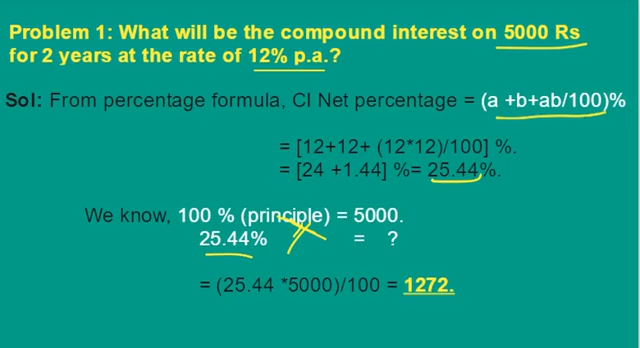 Problem 1: What will be the compound interest on 5000 Rs
for 2 years at the rate of 12% p.a.?
Sol: From percentage formula, CI Net percentage = (a +b+ab/100)%
= [12+12+ (12*12)/100] %.
= [24 +1.44] %= 25.44%.
We know, 100 % (principle) = 5000.
25.44% = ?
= (25.44 *5000)/100 = 1272.